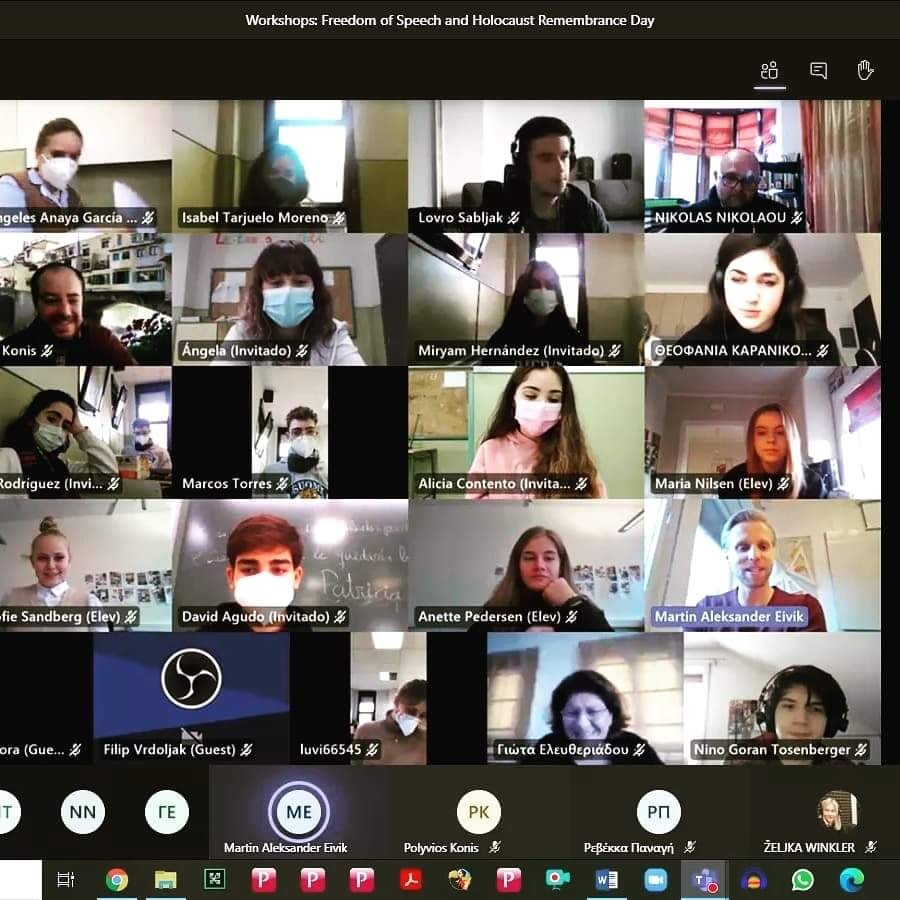 Workshops: Freedom of Speech and Holocaust Remembrance Day
ngeles Anaya García ...
Isabel Tarjuelo Moreno
Lovro Sabljak
NIKOLAS NIKOLAOU
Konis
Ángela (Invitado)
Miryam Hernández (Invitado)
ΘΕΟΦΑΝΙΑ ΚΑΡΑΝΙΚΟ...
Rodriguez (Invi...
Marcos Torres
Alicia Contento (Invita...
Maria Nilsen (Elev)
fie Sandberg (Elev)
David Agudo (Invitado)
Patricia
Anette Pedersen (Elev)
Martin Aleksander Eivik
ora (Gue...
Filip Vrdoljak (Guest)
luvi66545
Γιώτα Ελευθεριάδου
Nino Goran Tosenberger
NN
ΓΕ
ME
Martin Aleksander Eivik
PK
Polyvios Konis
ΡΠ
Ρεβέκκα Παναγή
ŽELJKA WINKLER